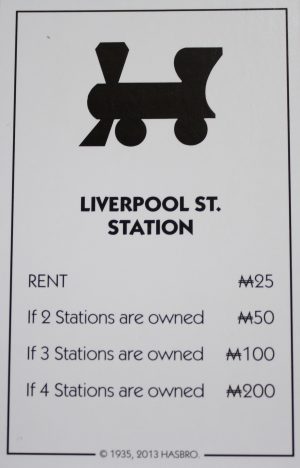 LIVERPOOL ST.
STATION
RENT ₩25
If 2 Stations are owned ₩50
If 3 Stations are owned ₩100
If 4 Stations are owned ₩200
© 1935, 2013 HASBRO.